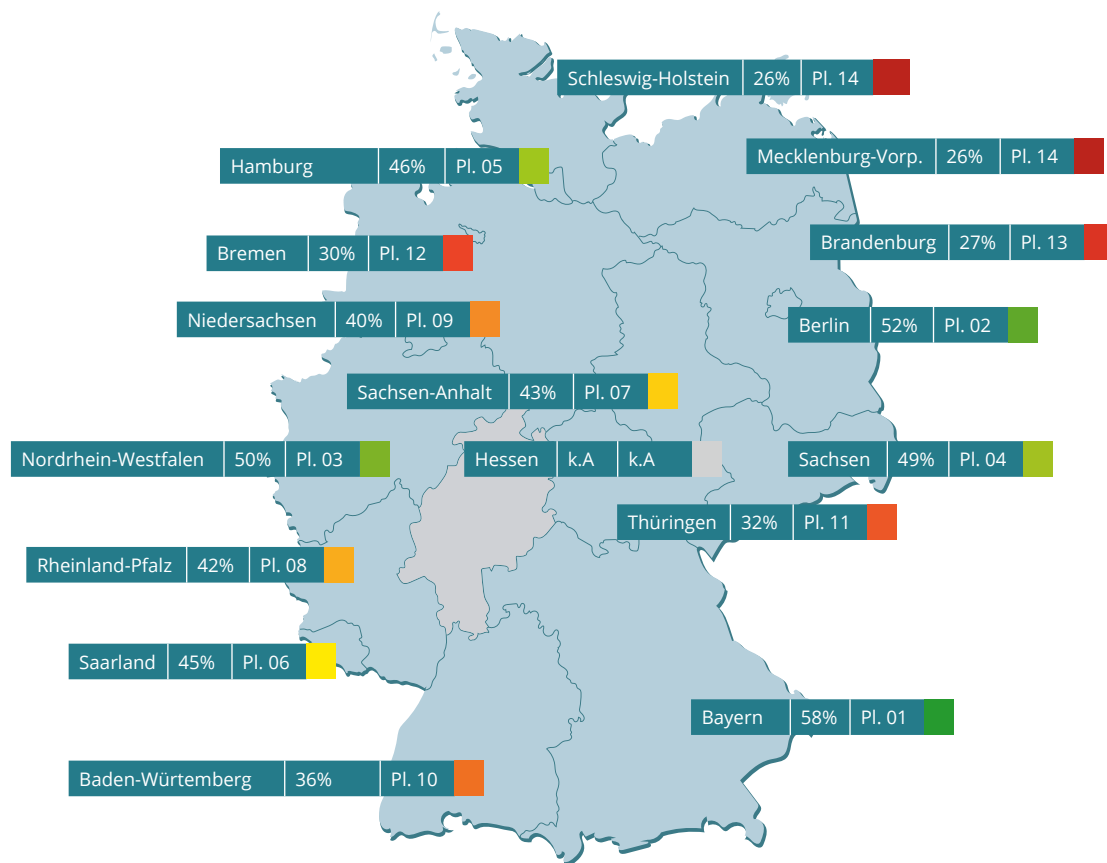 Schleswig-Holstein 26% Pl. 14
Mecklenburg-Vorp. 26% Pl. 14
Hamburg 46% Pl. 05
Brandenburg 27% Pl. 13
Bremen 30% Pl. 12
Niedersachsen 40% Pl. 09
Berlin 52% Pl. 02
Sachsen-Anhalt 43% Pl. 07
Nordrhein-Westfalen 50% Pl. 03
Hessen k.A k.A
Sachsen 49% Pl. 04
Thüringen 32% Pl. 11
Rheinland-Pfalz 42% Pl. 08
Saarland 45% Pl. 06
Bayern 58% Pl. 01
Baden-Würtemberg 36% Pl. 10